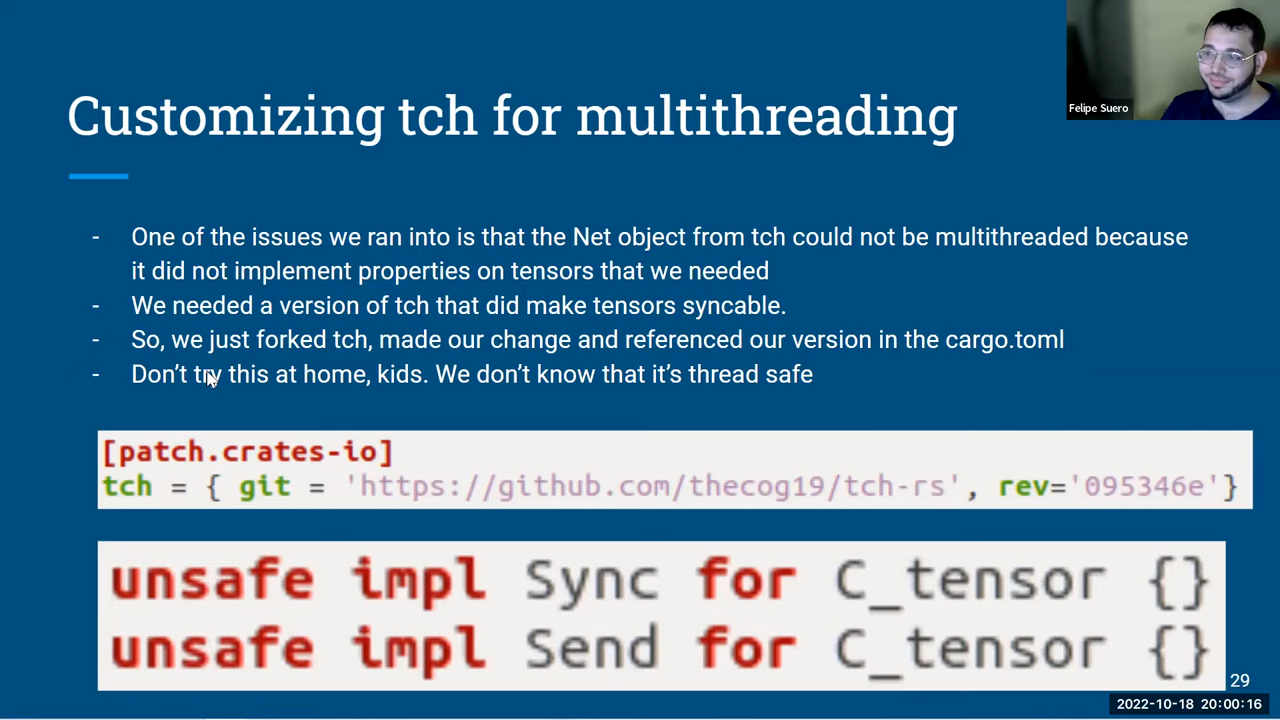 Felipe Suero
Customizing tch for multithreading
- One of the issues we ran into is that the Net object from tch could not be multithreaded because
it did not implement properties on tensors that we needed
- We needed a version of tch that did make tensors syncable.
- So, we just forked tch, made our change and referenced our version in the cargo.toml
- Don’t try this at home, kids. We don’t know that it’s thread safe
[patch.crates-io]
tch = { git = 'https://github.com/thecog19/tch-rs', rev='095346e'}
unsafe impl Sync for C_tensor {}
unsafe impl Send for C_tensor {}
29
2022-10-18 20:00:16